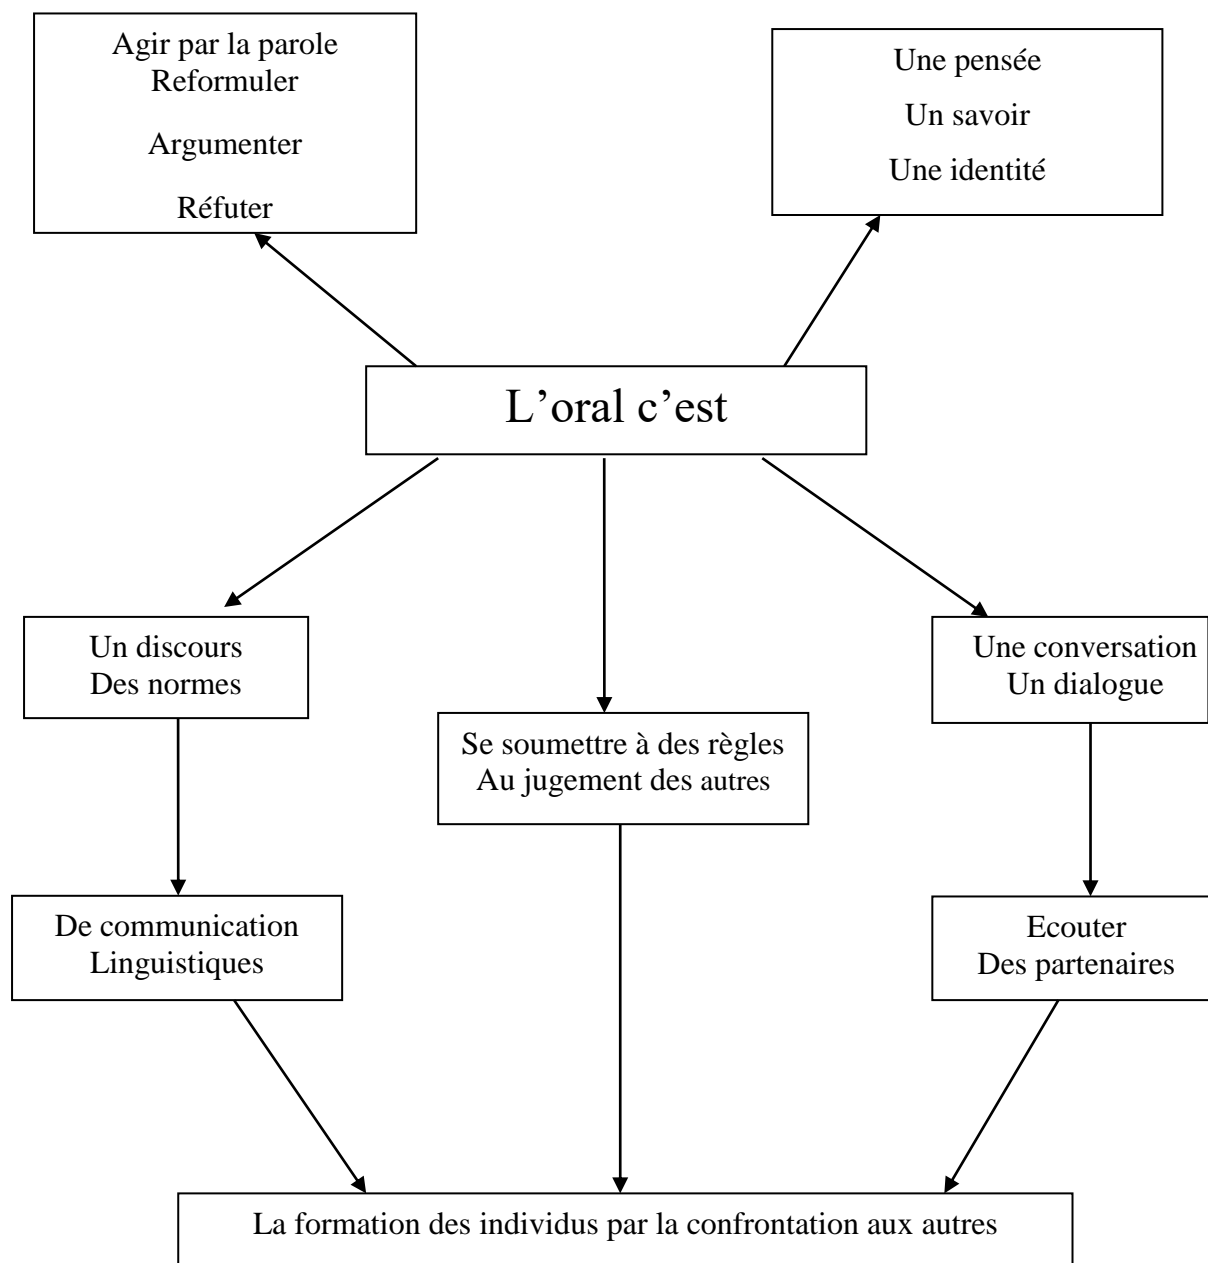 Agir par la parole
Reformuler
Argumenter
Réfuter
Une pensée
Un savoir
Une identité
L’oral c’est
Un discours
Des normes
Une conversation
Un dialogue
Se soumettre à des règles
Au jugement des autres
De communication
Linguistiques
Ecouter
Des partenaires
La formation des individus par la confrontation aux autres